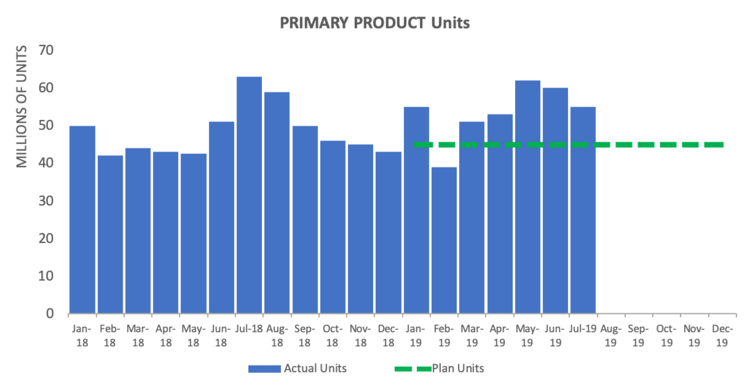 PRIMARY PRODUCT Units
MILLIONS OF UNITS
70
60
50
40
30
20
10
0
Jan-18 Feb-18 Mar-18 Apr-18 May-18 Jun-18 Jul-18 Aug-18 Sep-18 Oct-18 Nov-18 Dec-18 Jan-19 Feb-19 Mar-19 Apr-19 May-19 Jun-19 Jul-19 Aug-19 Sep-19 Oct-19 Nov-19 Dec-19
Actual Units Plan Units